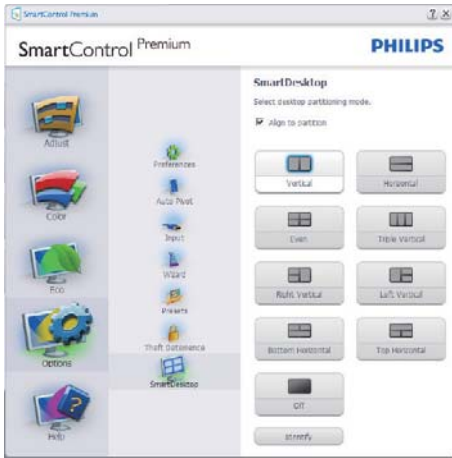 SmartControl Premium
SmartControl Premium
PHILIPS
Adjust
Color
Eco
Options
Help
Preferences
Auto Pivot
Input
Wizard
Presets
Theft Deterrence
SmartDesktop
SmartDesktop
Select desktop partitioning mode.
Align to partition
Vertical
Horizontal
Even
Triple Vertical
Right Vertical
Left Vertical
Bottom Horizontal
Top Horizontal
Off
Identify